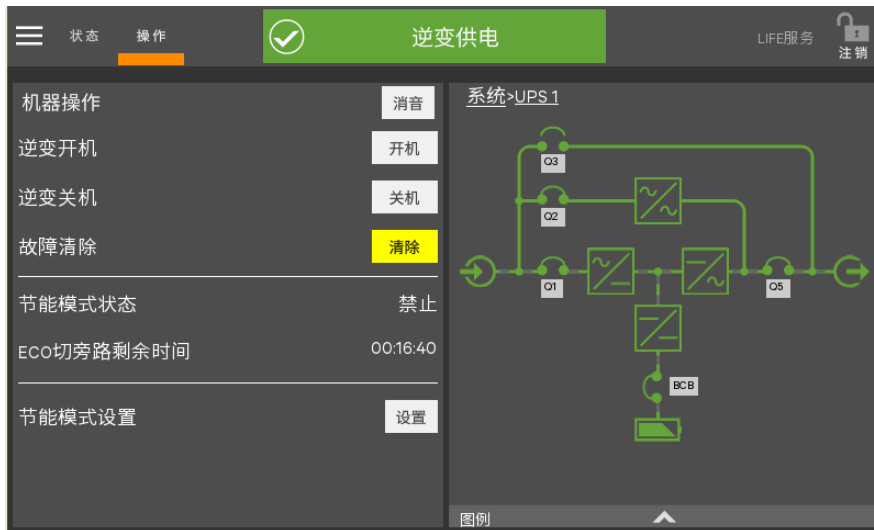 状态 操作 逆变供电 LIFE服务 注销
机器操作 消音
逆变开机 开机
逆变关机 关机
故障清除 清除
节能模式状态 禁止
ECO切旁路剩余时间 00:16:40
节能模式设置 设置
系统>UPS 1
Q3
Q2
Q1
Q5
BCB
图例